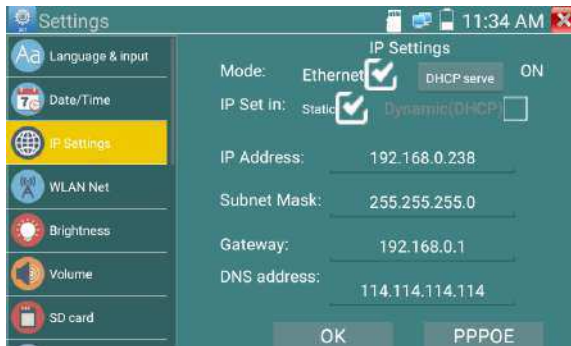 Settings
11:34 AM
IP Settings
Aa Language & input
Mode: Ethernet DHCP serve ON
7 Date/Time
IP Set in: Static Dynamic(DHCP)
IP Settings
IP Address: 192.168.0.238
WLAN Net
Subnet Mask: 255.255.255.0
Brightness
Gateway: 192.168.0.1
Volume
DNS address: 114.114.114.114
SD card
OK PPPOE